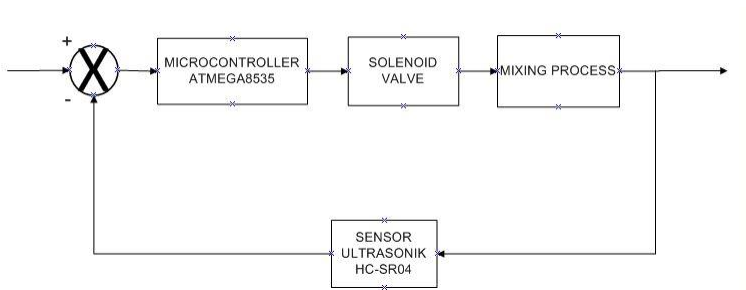 +
MICROCONTROLLER
ATMEGA8535
SOLENOID
VALVE
MIXING PROCESS
-
SENSOR
ULTRASONIK
HC-SR04